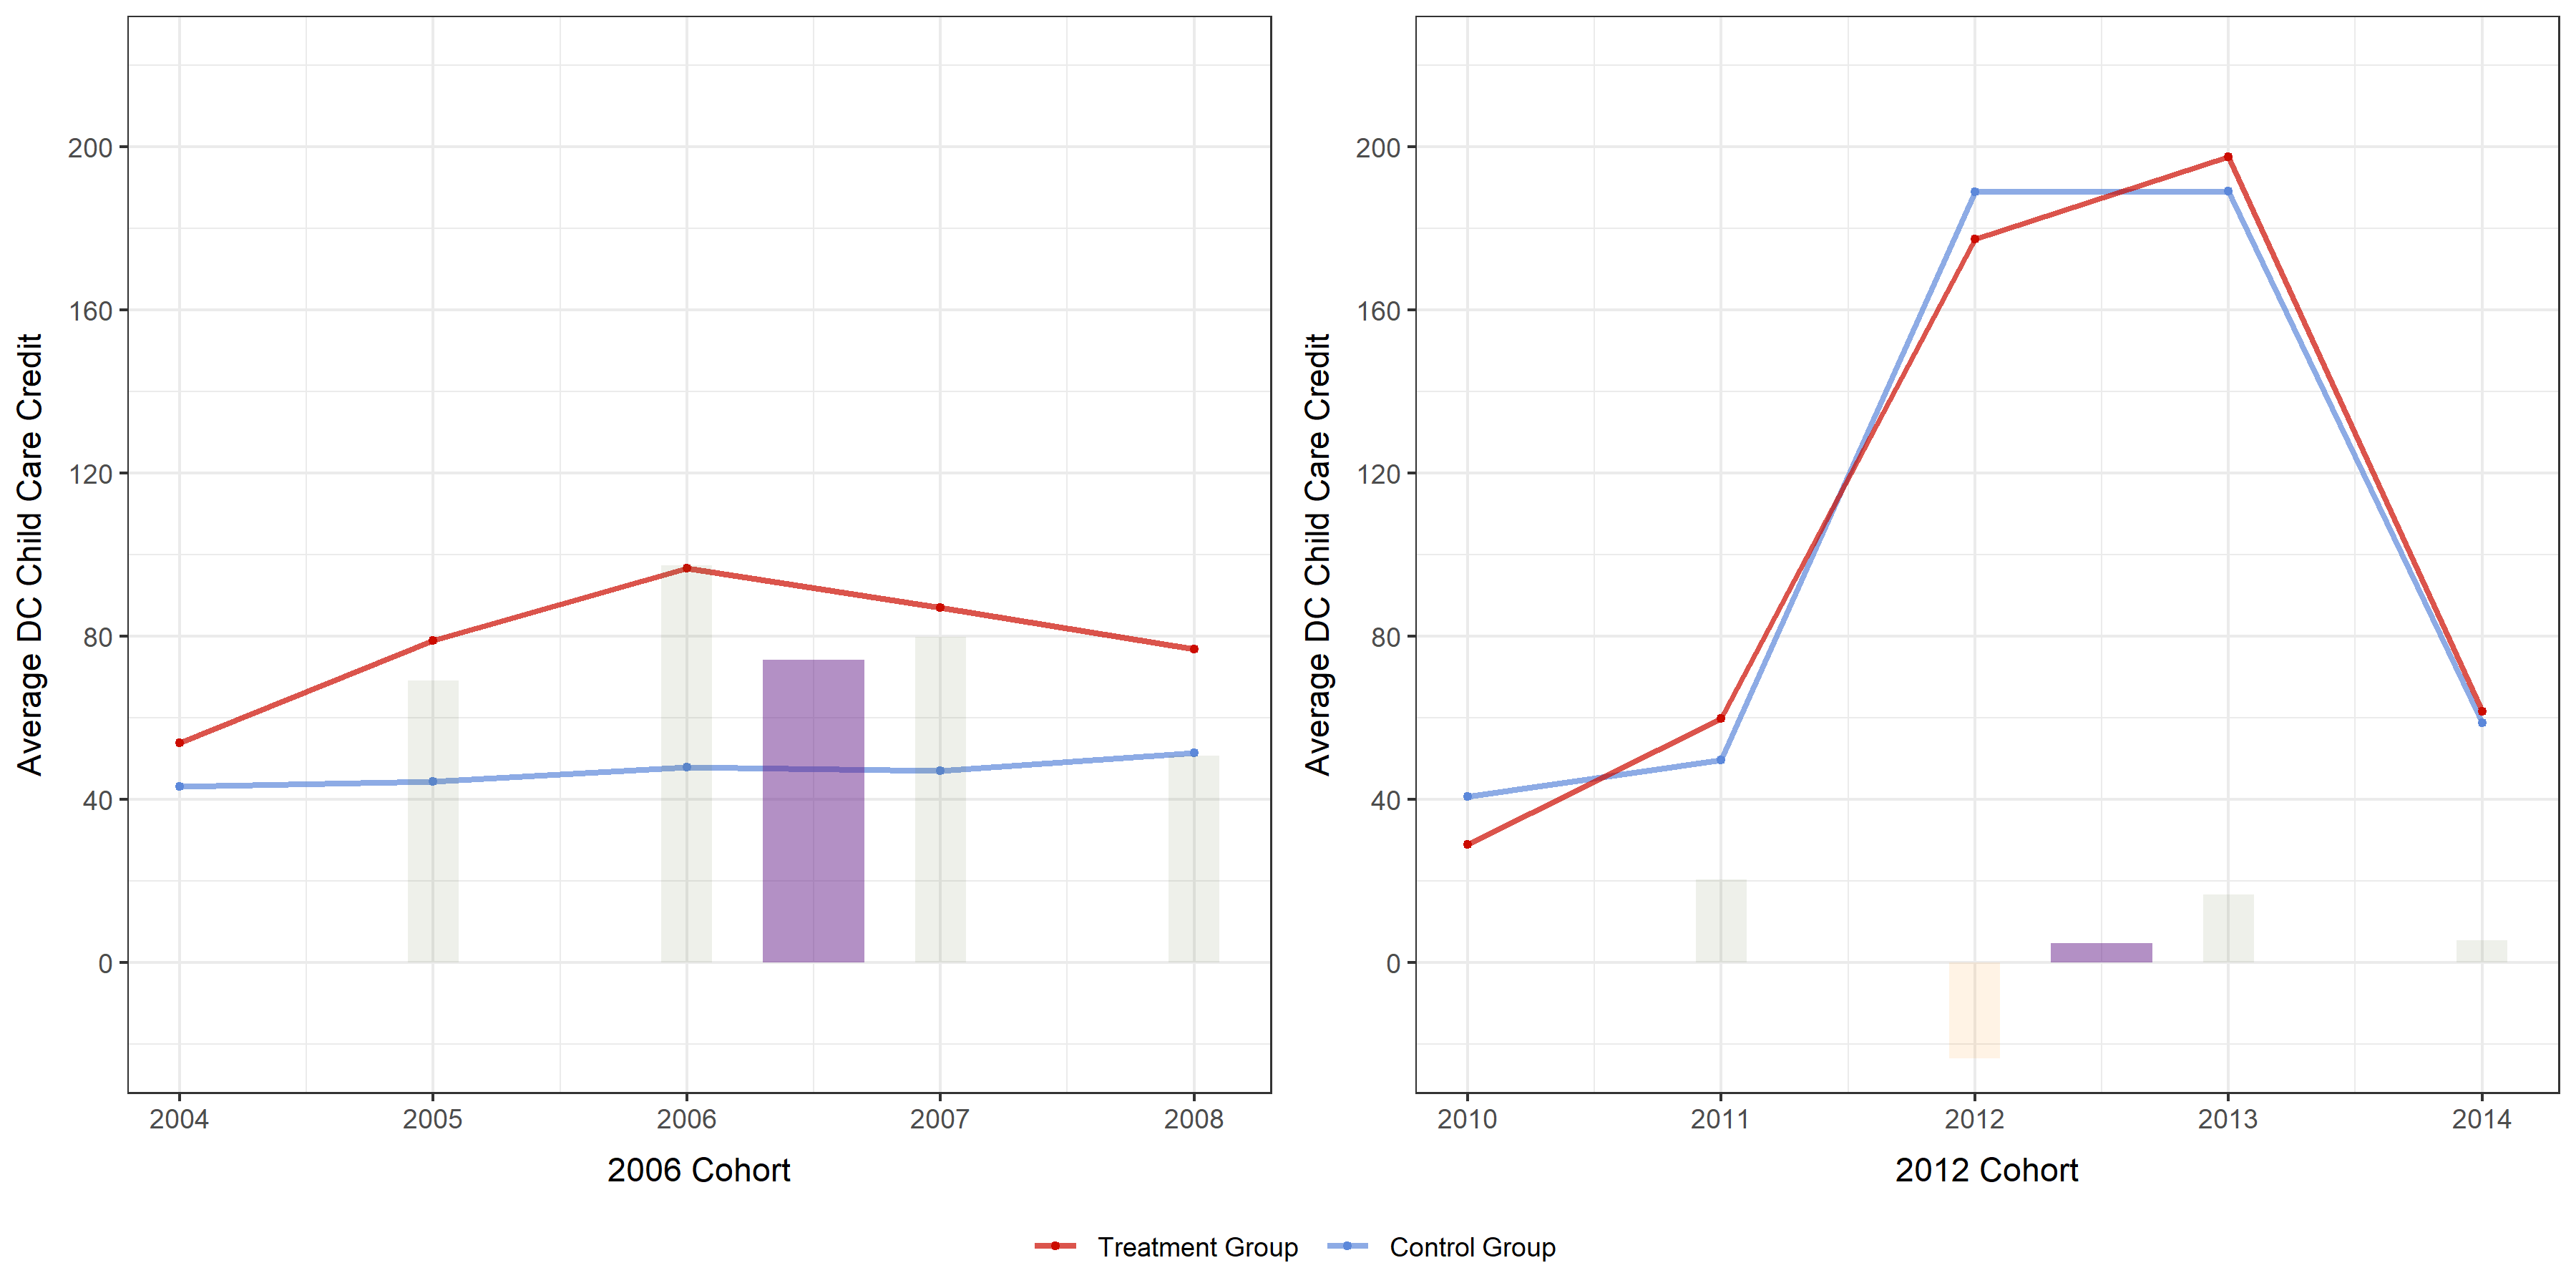 Average DC Child Care Credit
200
160
120
80
40
0
2004 2005 2006 2007 2008
2006 Cohort
Average DC Child Care Credit
200
160
120
80
40
0
2010 2011 2012 2013 2014
2012 Cohort
Treatment Group Control Group